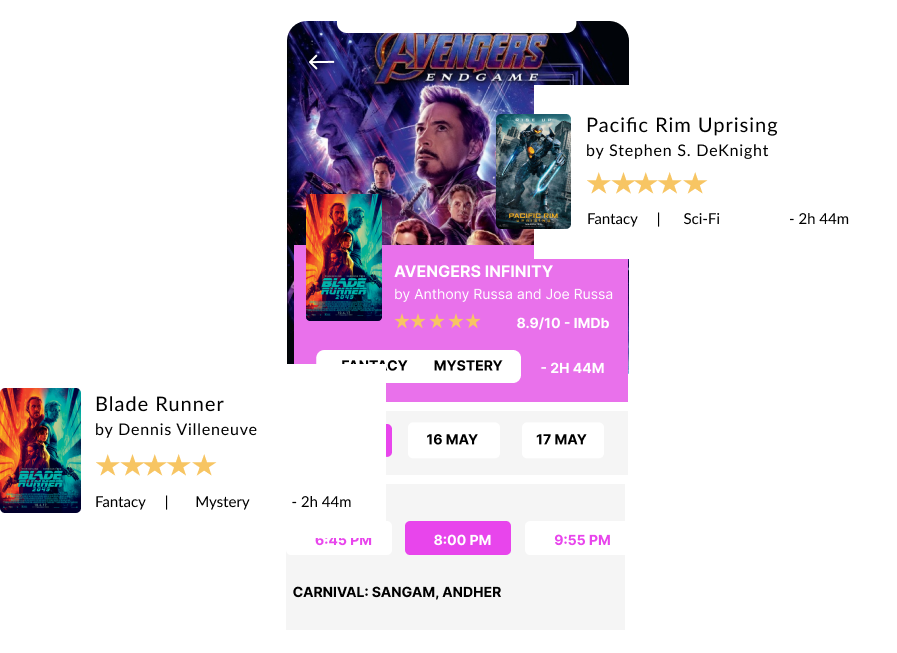 AVENGERS
ENDGAME
Pacific Rim Uprising
by Stephen S. DeKnight
PACIFIC RIM
UPRISING
Fantacy | Sci-Fi - 2h 44m
AVENGERS INFINITY
by Anthony Russa and Joe Russa
8.9/10 - IMDb
BLADE
RUNNER
2049
FANTACY MYSTERY - 2H 44M
Blade Runner
by Dennis Villeneuve
Fantacy | Mystery - 2h 44m
BLADE
RUNNER
2049
16 MAY 17 MAY
6:45 PM 8:00 PM 9:55 PM
CARNIVAL: SANGAM, ANDHER